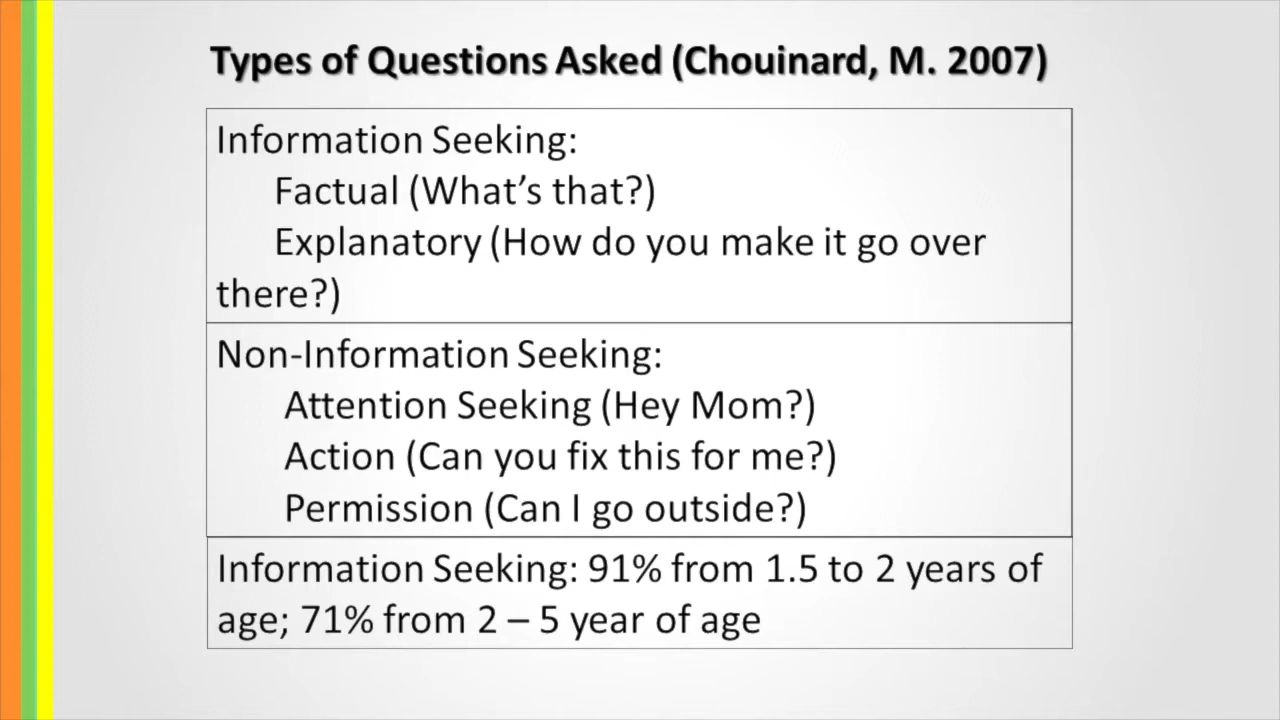 Types of Questions Asked (Chouinard, M. 2007)
Information Seeking:
Factual (What's that?)
Explanatory (How do you make it go over
there?)
Non-Information Seeking:
Attention Seeking (Hey Mom?)
Action (Can you fix this for me?)
Permission (Can I go outside?)
Information Seeking: 91% from 1.5 to 2 years of
age; 71% from 2 – 5 year of age